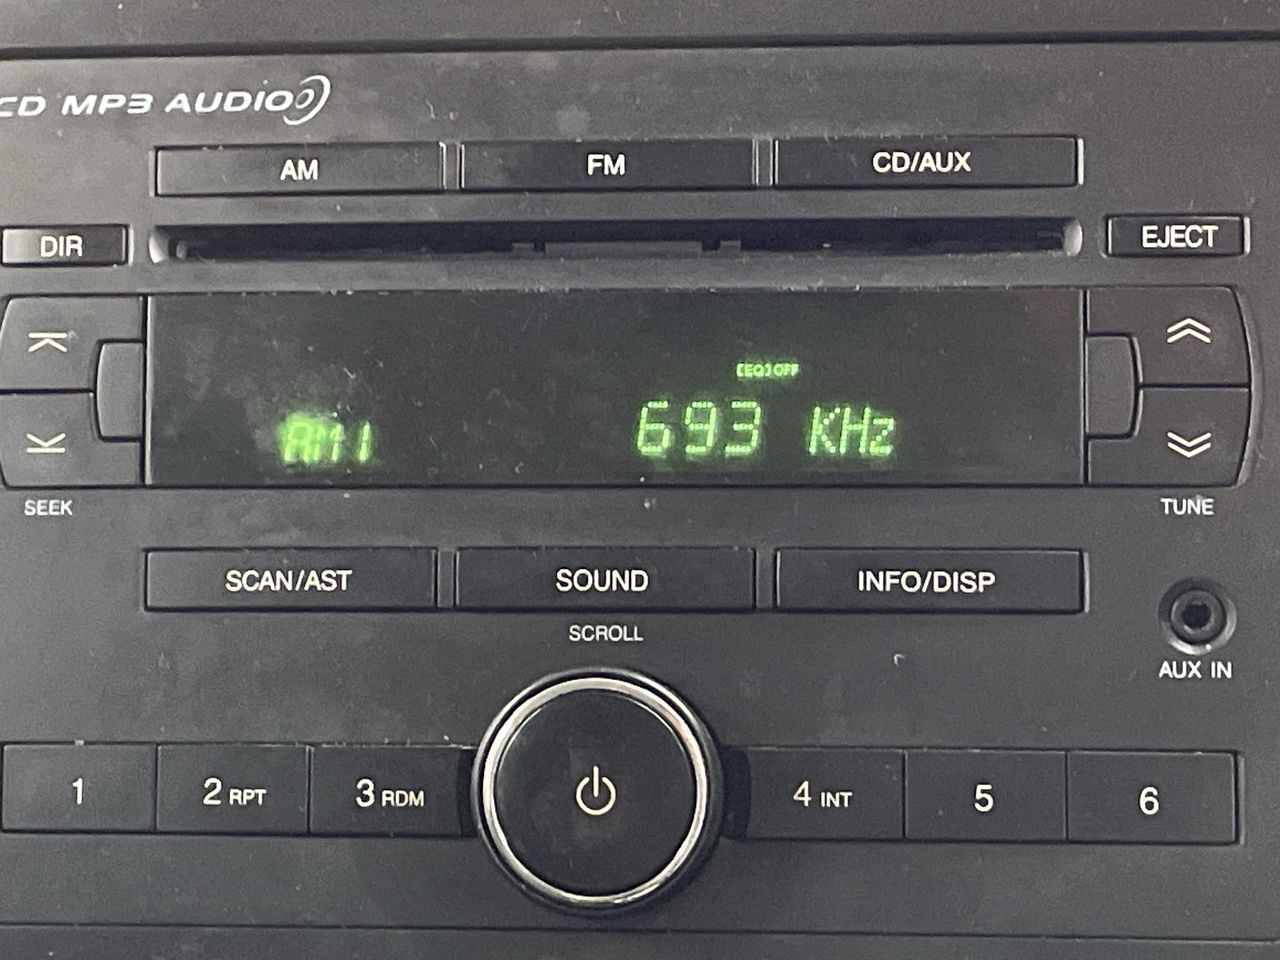 CD MP3 AUDIO
AM FM CD/AUX
DIR EJECT
[EQ] OFF
AM1 693 KHz
SEEK TUNE
SCAN/AST SOUND INFO/DISP
SCROLL
AUX IN
1 2 RPT 3 RDM 4 INT 5 6